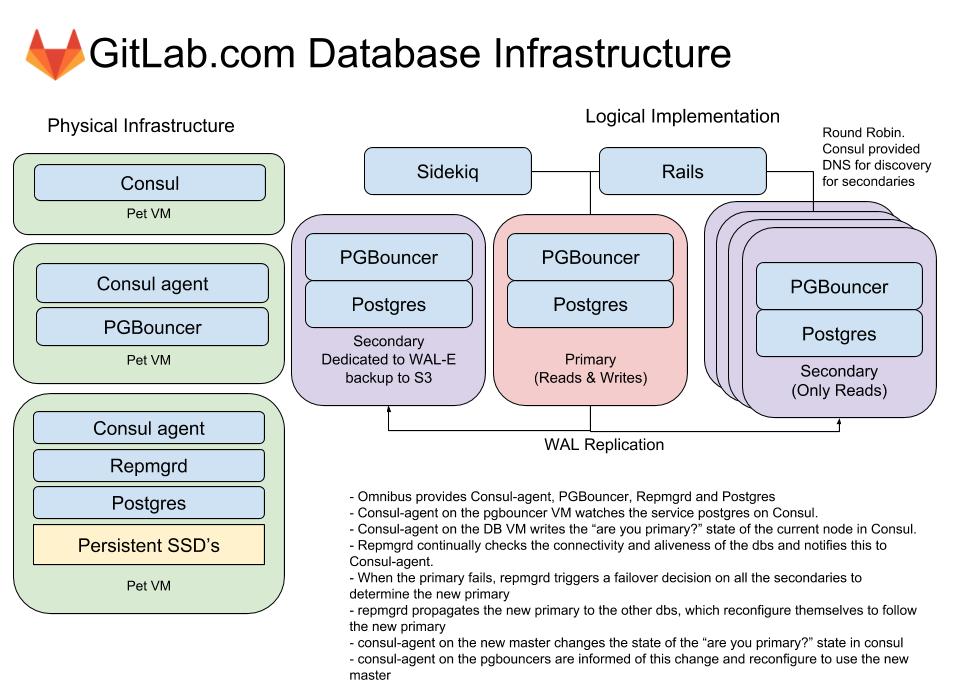 GitLab.com Database Infrastructure
Physical Infrastructure
Consul
Pet VM
Consul agent
PGBouncer
Pet VM
Consul agent
Repmgrd
Postgres
Persistent SSD's
Pet VM
Logical Implementation
Round Robin.
Consul provided
DNS for discovery
for secondaries
Sidekiq
Rails
PGBouncer
Postgres
Secondary
Dedicated to WAL-E
backup to S3
PGBouncer
Postgres
Primary
(Reads & Writes)
PGBouncer
Postgres
Secondary
(Only Reads)
WAL Replication
- Omnibus provides Consul-agent, PGBouncer, Repmgrd and Postgres
- Consul-agent on the pgbouncer VM watches the service postgres on Consul.
- Consul-agent on the DB VM writes the “are you primary?” state of the current node in Consul.
- Repmgrd continually checks the connectivity and aliveness of the dbs and notifies this to
Consul-agent.
- When the primary fails, repmgrd triggers a failover decision on all the secondaries to
determine the new primary
- repmgrd propagates the new primary to the other dbs, which reconfigure themselves to follow
the new primary
- consul-agent on the new master changes the state of the “are you primary?” state in consul
- consul-agent on the pgbouncers are informed of this change and reconfigure to use the new
master